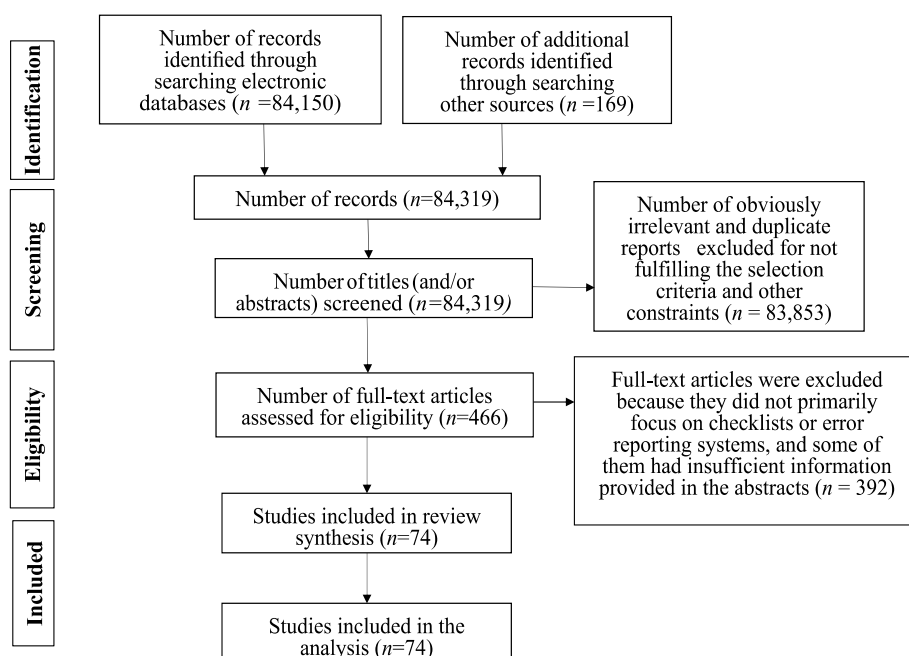 Identification
Number of records
identified through
searching electronic
databases (n =84,150)
Number of additional
records identified
through searching
other sources (n =169)
Screening
Number of records (n=84,319)
Number of titles (and/or
abstracts) screened (n=84,319)
Number of obviously
irrelevant and duplicate
reports excluded for not
fulfilling the selection
criteria and other
constraints (n = 83,853)
Eligibility
Number of full-text articles
assessed for eligibility (n=466)
Full-text articles were excluded
because they did not primarily
focus on checklists or error
reporting systems, and some of
them had insufficient information
provided in the abstracts (n = 392)
Included
Studies included in review
synthesis (n=74)
Studies included in the
analysis (n=74)